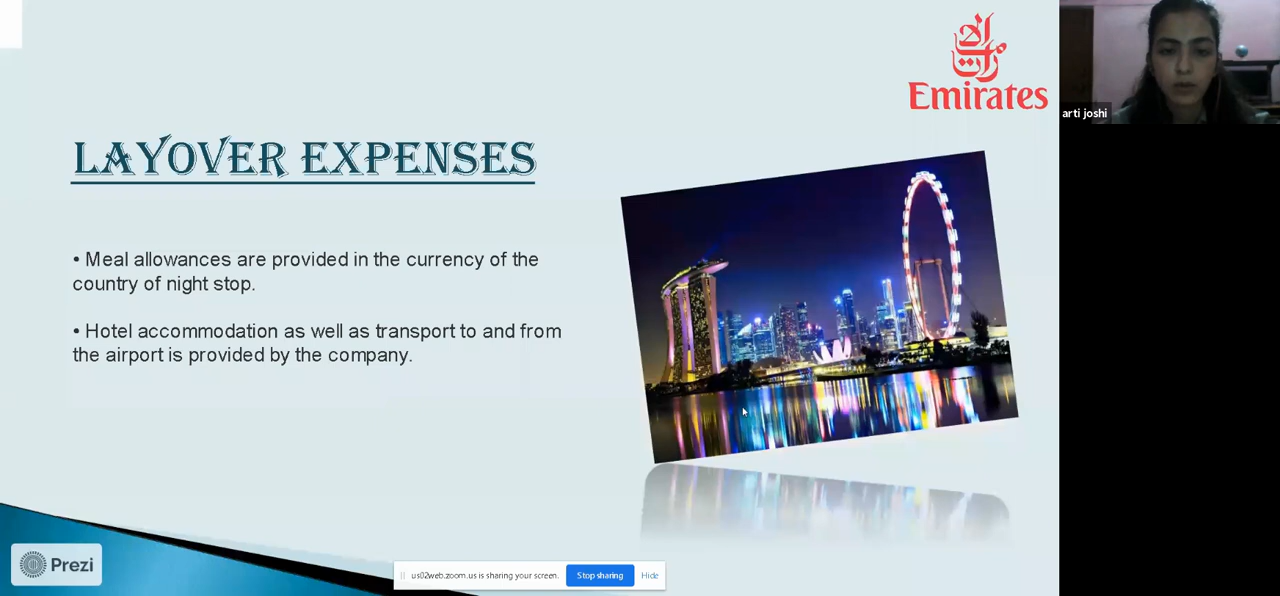 Emirates
arti joshi
LAYOVER EXPENSES
• Meal allowances are provided in the currency of the
country of night stop.
• Hotel accommodation as well as transport to and from
the airport is provided by the company.
Prezi
us02web.zoom.us is sharing your screen.
Stop sharing
Hide